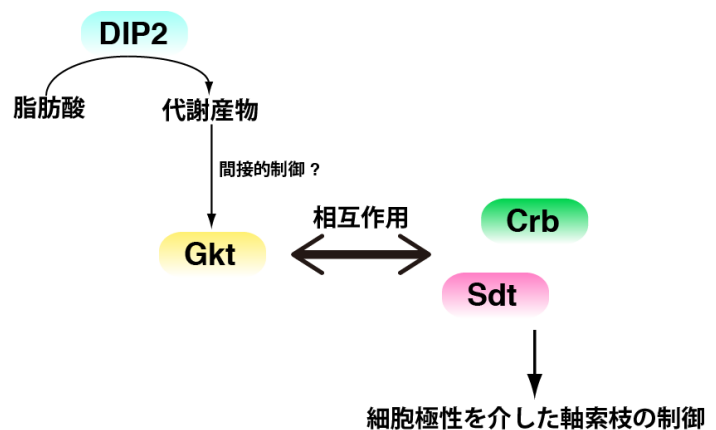 DIP2
脂肪酸
代謝産物
間接的制御？
相互作用
Crb
Gkt
Sdt
細胞極性を介した軸索枝の制御